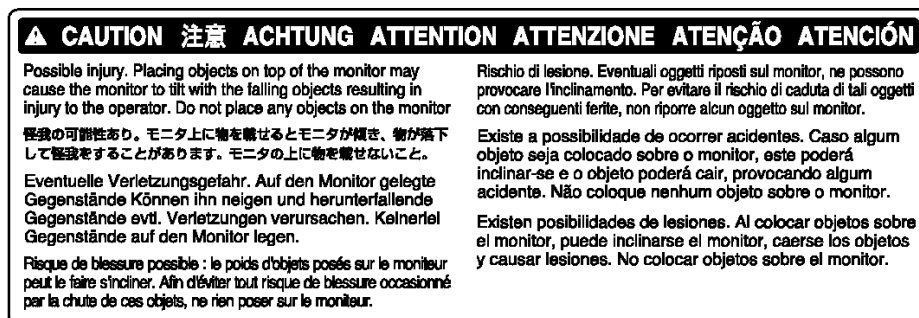 ⚠ CAUTION 注意 ACHTUNG ATTENTION ATTENZIONE ATENÇÃO ATENCIÓN
Possible injury. Placing objects on top of the monitor may
cause the monitor to tilt with the falling objects resulting in
injury to the operator. Do not place any objects on the monitor
怪我の可能性あり。モニタ上に物を載せるとモニタが傾き、物が落下
して怪我をすることがあります。モニタの上に物を載せないこと。
Eventuelle Verletzungsgefahr. Auf den Monitor gelegte
Gegenstände Können ihn neigen und herunterfallende
Gegenstände evtl. Verletzungen verursachen. Keinerlei
Gegenstände auf den Monitor legen.
Risque de blessure possible : le poids d'objets posés sur le moniteur
peut le faire s'incliner. Afin d'éviter tout risque de blessure occasionné
par la chute de ces objets, ne rien poser sur le moniteur.
Rischio di lesione. Eventuali oggetti riposti sul monitor, ne possono
provocare l'inclinamento. Per evitare il rischio di caduta di tali oggetti
con conseguenti ferite, non riporre alcun oggetto sul monitor.
Existe a possibilidade de ocorrer acidentes. Caso algum
objeto seja colocado sobre o monitor, este poderá
inclinar-se e o objeto poderá cair, provocando algum
acidente. Não coloque nenhum objeto sobre o monitor.
Existen posibilidades de lesiones. Al colocar objetos sobre
el monitor, puede inclinarse el monitor, caerse los objetos
y causar lesiones. No colocar objetos sobre el monitor.